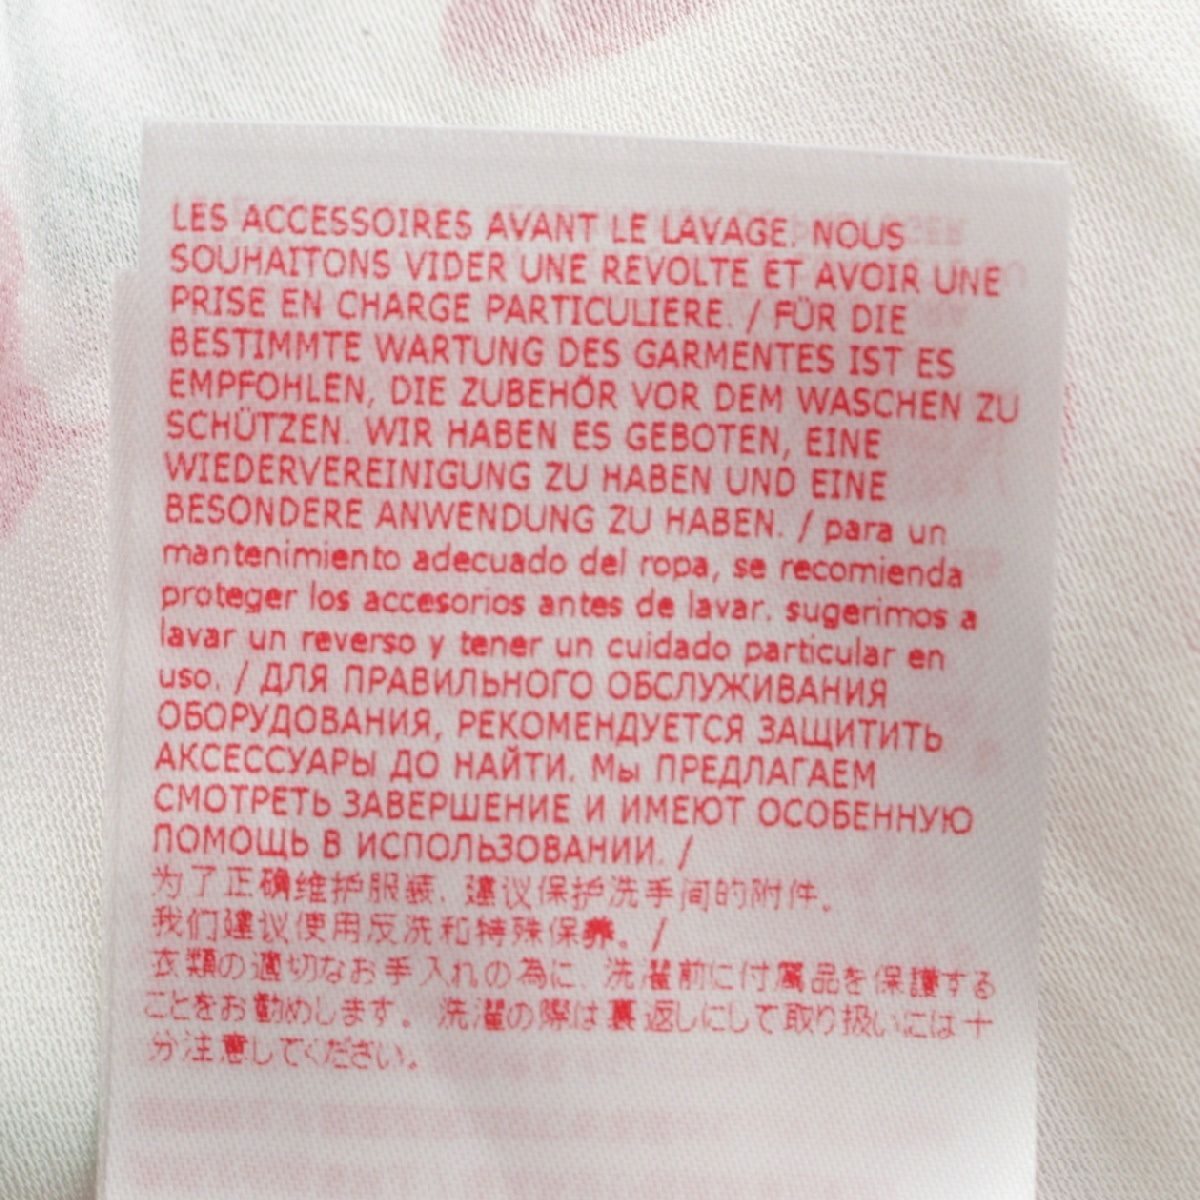 LES ACCESSOIRES AVANT LE LAVAGE. NOUS
SOUHAITONS VIDER UNE REVOLTE ET AVOIR UNE
PRISE EN CHARGE PARTICULIERE. / FÜR DIE
BESTIMMTE WARTUNG DES GARMENTES IST ES
EMPFOHLEN, DIE ZUBEHÖR VOR DEM WASCHEN ZU
SCHÜTZEN. WIR HABEN ES GEBOTEN, EINE
WIEDERVEREINIGUNG ZU HABEN UND EINE
BESONDERE ANWENDUNG ZU HABEN. / para un
mantenimiento adecuado del ropa, se recomienda
proteger los accesorios antes de lavar. sugerimos a
lavar un reverso y tener un cuidado particular en
uso. / ДЛЯ ПРАВИЛЬНОГО ОБСЛУЖИВАНИЯ
ОБОРУДОВАНИЯ, РЕКОМЕНДУЕТСЯ ЗАЩИТИТЬ
АКСЕССУАРЫ ДО НАЙТИ. Мы ПРЕДЛАГАЕМ
СМОТРЕТЬ ЗАВЕРШЕНИЕ И ИМЕЮТ ОСОБЕННУЮ
ПОМОЩЬ В ИСПОЛЬЗОВАНИИ. /
为了正确维护服装, 建议保护洗手间的附件。
我们建议使用反洗和特殊保养。/
衣類の適切なお手入れの為に、洗濯前に付属品を保護する
ことをお勧めします。 洗濯の際は裏返しにして取り扱いには十
分注意してください。